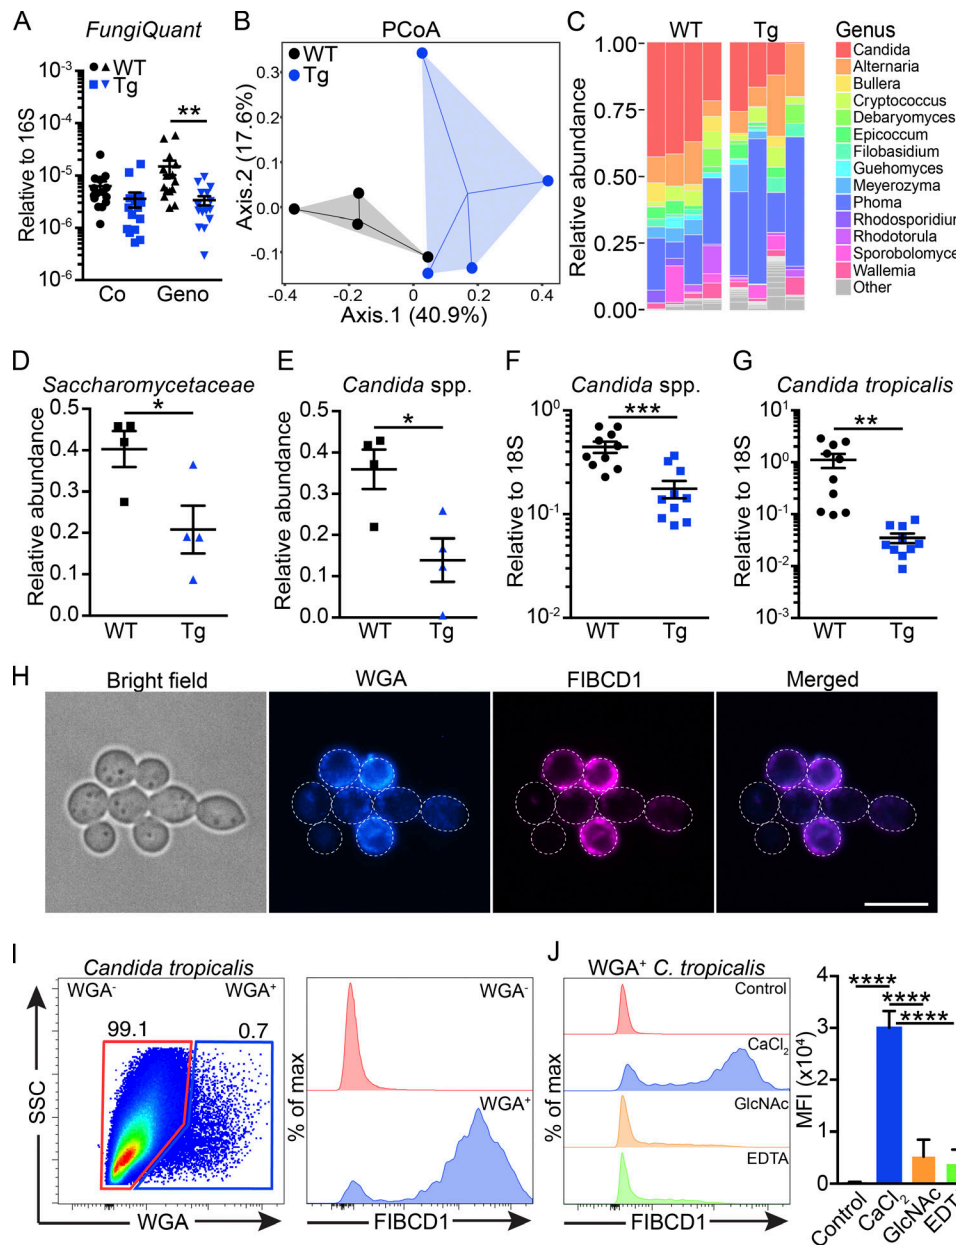 A
FungiQuant
WT
Tg
Relative to 16S
10-3
10-4
10-5
10-6
10-6
**
Co Geno
B
PCoA
WT
Tg
Axis.2 (17.6%)
0.3
0.2
0.1
0.0
-0.1
-0.4 -0.2 0.0 0.2 0.4
Axis.1 (40.9%)
C
WT Tg
Relative abundance
1.00
0.75
0.50
0.25
0.00
Genus
Candida
Alternaria
Bullera
Cryptococcus
Debaryomyces
Epicoccum
Filobasidium
Guehomyces
Meyerozyma
Phoma
Rhodosporidiu
Rhodotorula
Sporobolomyce
Wallemia
Other
D
Saccharomycetaceae
Relative abundance
0.5
0.4
0.3
0.2
0.1
0.0
*
WT Tg
E
Candida spp.
Relative abundance
0.5
0.4
0.3
0.2
0.1
0.0
*
WT Tg
F
Candida spp.
Relative to 18S
100
10-1
10-2
***
WT Tg
G
Candida tropicalis
Relative to 18S
101
100
10-1
10-2
10-3
**
WT Tg
H
Bright field WGA FIBCD1 Merged
I
Candida tropicalis
WGA- WGA+
99.1 0.7
SSC
WGA
% of max
WGA-
WGA+
FIBCD1
J
WGA+ C. tropicalis
% of max
Control
CaCl2
GlcNAc
EDTA
FIBCD1
MFI (x104)
4
3
2
1
0
****
****
****
Control
CaCl2
GlcNAc
EDT